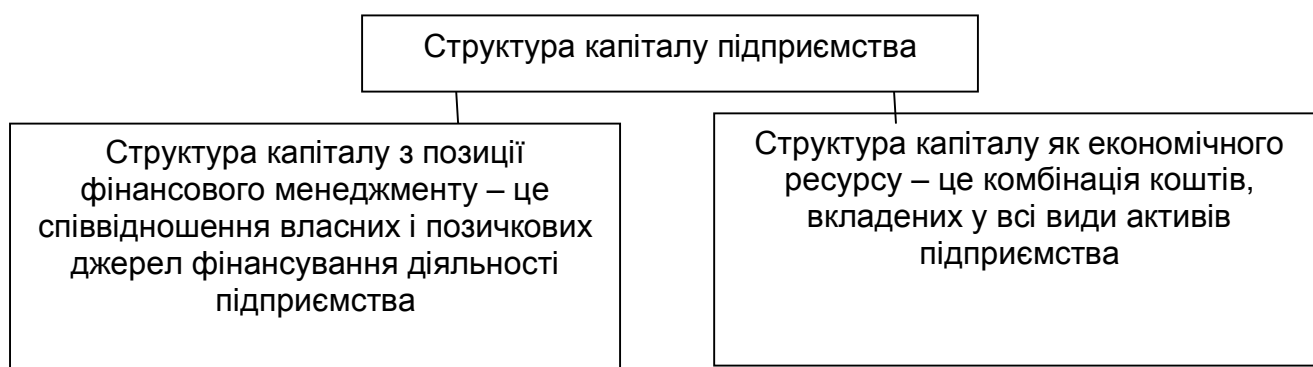 Структура капіталу підприємства
Структура капіталу з позиції
фінансового менеджменту – це
співвідношення власних і позичкових
джерел фінансування діяльності
підприємства
Структура капіталу як економічного
ресурсу – це комбінація коштів,
вкладених у всі види активів
підприємства